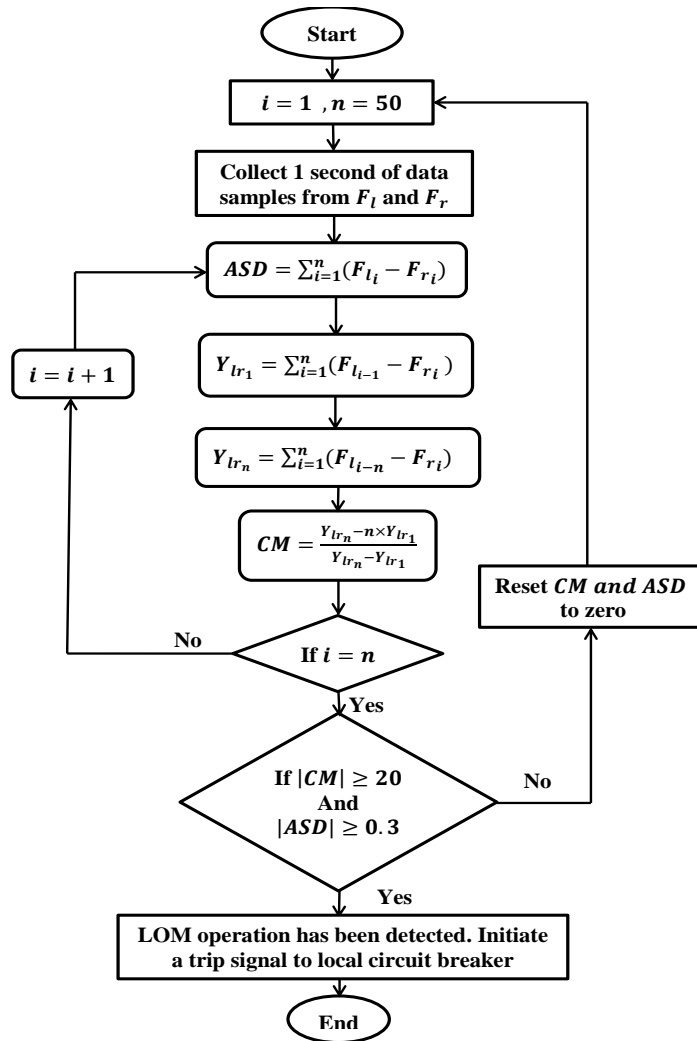 Start
i = 1 , n = 50
Collect 1 second of data
samples from F_l and F_r
ASD = ∑_{i=1}^{n}(F_{l_i} − F_{r_i})
i = i + 1
Y_{lr_1} = ∑_{i=1}^{n}(F_{l_{i−1}} − F_{r_i} )
Y_{lr_n} = ∑_{i=1}^{n}(F_{l_{i−n}} − F_{r_i})
CM = \frac{Y_{lr_n}−n×Y_{lr_1}}{Y_{lr_n}−Y_{lr_1}}
Reset CM and ASD
to zero
No
If i = n
Yes
If |CM| ≥ 20
And
|ASD| ≥ 0.3
No
Yes
LOM operation has been detected. Initiate
a trip signal to local circuit breaker
End